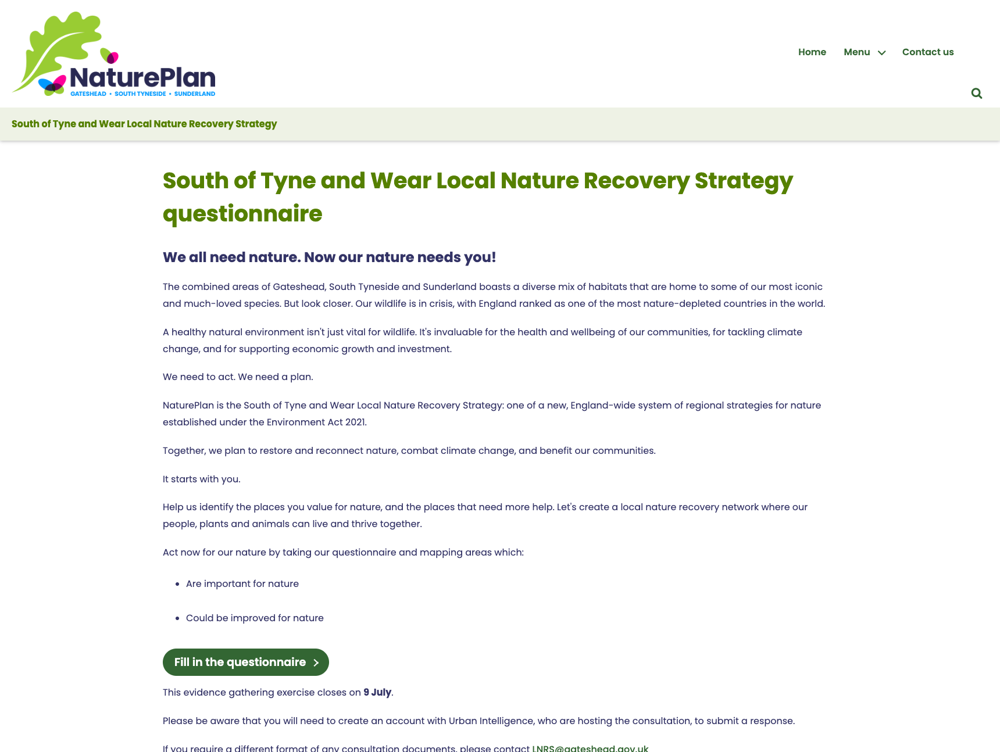 NaturePlan
GATESHEAD • SOUTH TYNESIDE • SUNDERLAND
Home
Menu
Contact us
South of Tyne and Wear Local Nature Recovery Strategy
South of Tyne and Wear Local Nature Recovery Strategy
questionnaire
We all need nature. Now our nature needs you!
The combined areas of Gateshead, South Tyneside and Sunderland boasts a diverse mix of habitats that are home to some of our most iconic
and much-loved species. But look closer. Our wildlife is in crisis, with England ranked as one of the most nature-depleted countries in the world.
A healthy natural environment isn't just vital for wildlife. It's invaluable for the health and wellbeing of our communities, for tackling climate
change, and for supporting economic growth and investment.
We need to act. We need a plan.
NaturePlan is the South of Tyne and Wear Local Nature Recovery Strategy: one of a new, England-wide system of regional strategies for nature
established under the Environment Act 2021.
Together, we plan to restore and reconnect nature, combat climate change, and benefit our communities.
It starts with you.
Help us identify the places you value for nature, and the places that need more help. Let's create a local nature recovery network where our
people, plants and animals can live and thrive together.
Act now for our nature by taking our questionnaire and mapping areas which:
• Are important for nature
• Could be improved for nature
Fill in the questionnaire
This evidence gathering exercise closes on 9 July.
Please be aware that you will need to create an account with Urban Intelligence, who are hosting the consultation, to submit a response.
If you require a different format of any consultation documents, please contact LNRS@gateshead.gov.uk